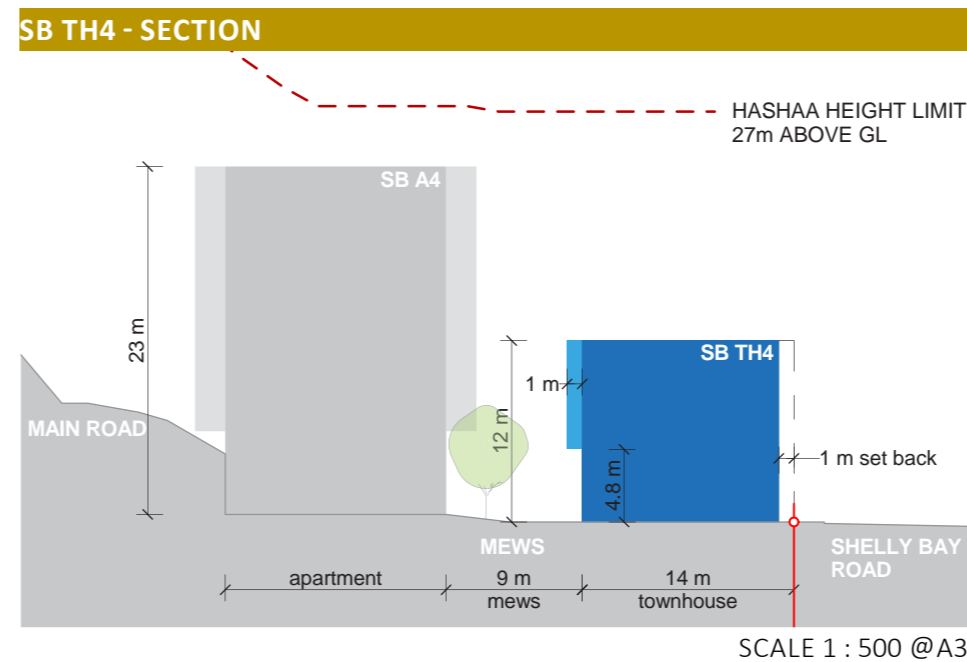 SB TH4 - SECTION
HASHAA HEIGHT LIMIT
27m ABOVE GL
SB A4
23 m
SB TH4
1 m
12 m
MAIN ROAD
1 m set back
4.8 m
MEWS
SHELLY BAY
ROAD
apartment
9 m
mews
14 m
townhouse
SCALE 1 : 500 @A3